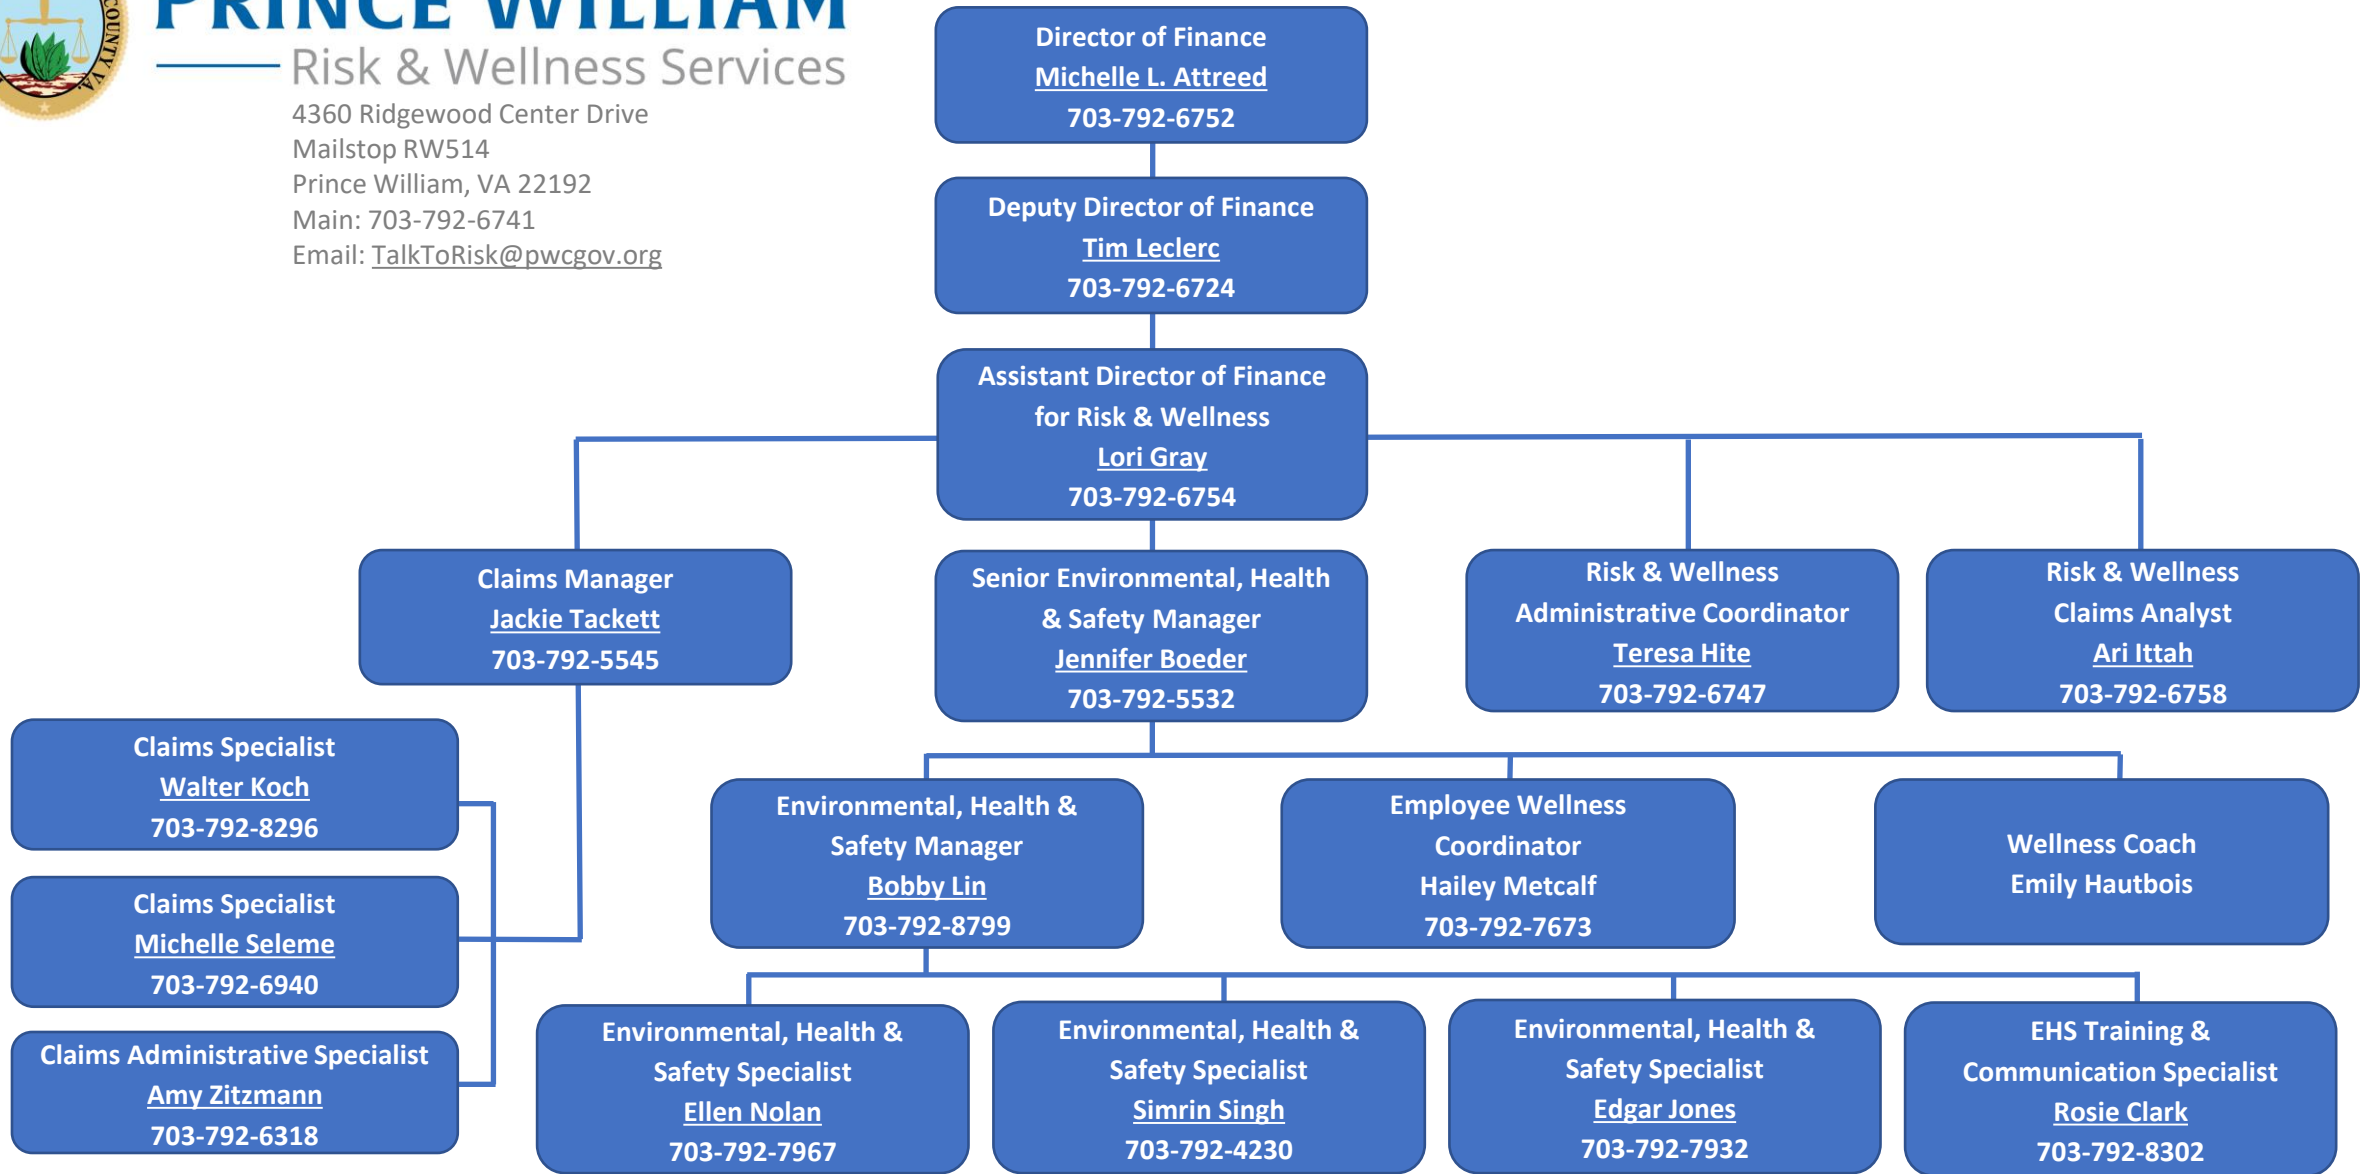 COUNTY VA.
PRINCE WILLIAM
Risk & Wellness Services
4360 Ridgewood Center Drive
Mailstop RW514
Prince William, VA 22192
Main: 703-792-6741
Email: TalkToRisk@pwcgov.org
Director of Finance
Michelle L. Attreed
703-792-6752
Deputy Director of Finance
Tim Leclerc
703-792-6724
Assistant Director of Finance
for Risk & Wellness
Lori Gray
703-792-6754
Claims Manager
Jackie Tackett
703-792-5545
Senior Environmental, Health
& Safety Manager
Jennifer Boeder
703-792-5532
Risk & Wellness
Administrative Coordinator
Teresa Hite
703-792-6747
Risk & Wellness
Claims Analyst
Ari Ittah
703-792-6758
Claims Specialist
Walter Koch
703-792-8296
Claims Specialist
Michelle Seleme
703-792-6940
Claims Administrative Specialist
Amy Zitzmann
703-792-6318
Environmental, Health &
Safety Manager
Bobby Lin
703-792-8799
Employee Wellness
Coordinator
Hailey Metcalf
703-792-7673
Wellness Coach
Emily Hautbois
Environmental, Health &
Safety Specialist
Ellen Nolan
703-792-7967
Environmental, Health &
Safety Specialist
Simrin Singh
703-792-4230
Environmental, Health &
Safety Specialist
Edgar Jones
703-792-7932
EHS Training &
Communication Specialist
Rosie Clark
703-792-8302